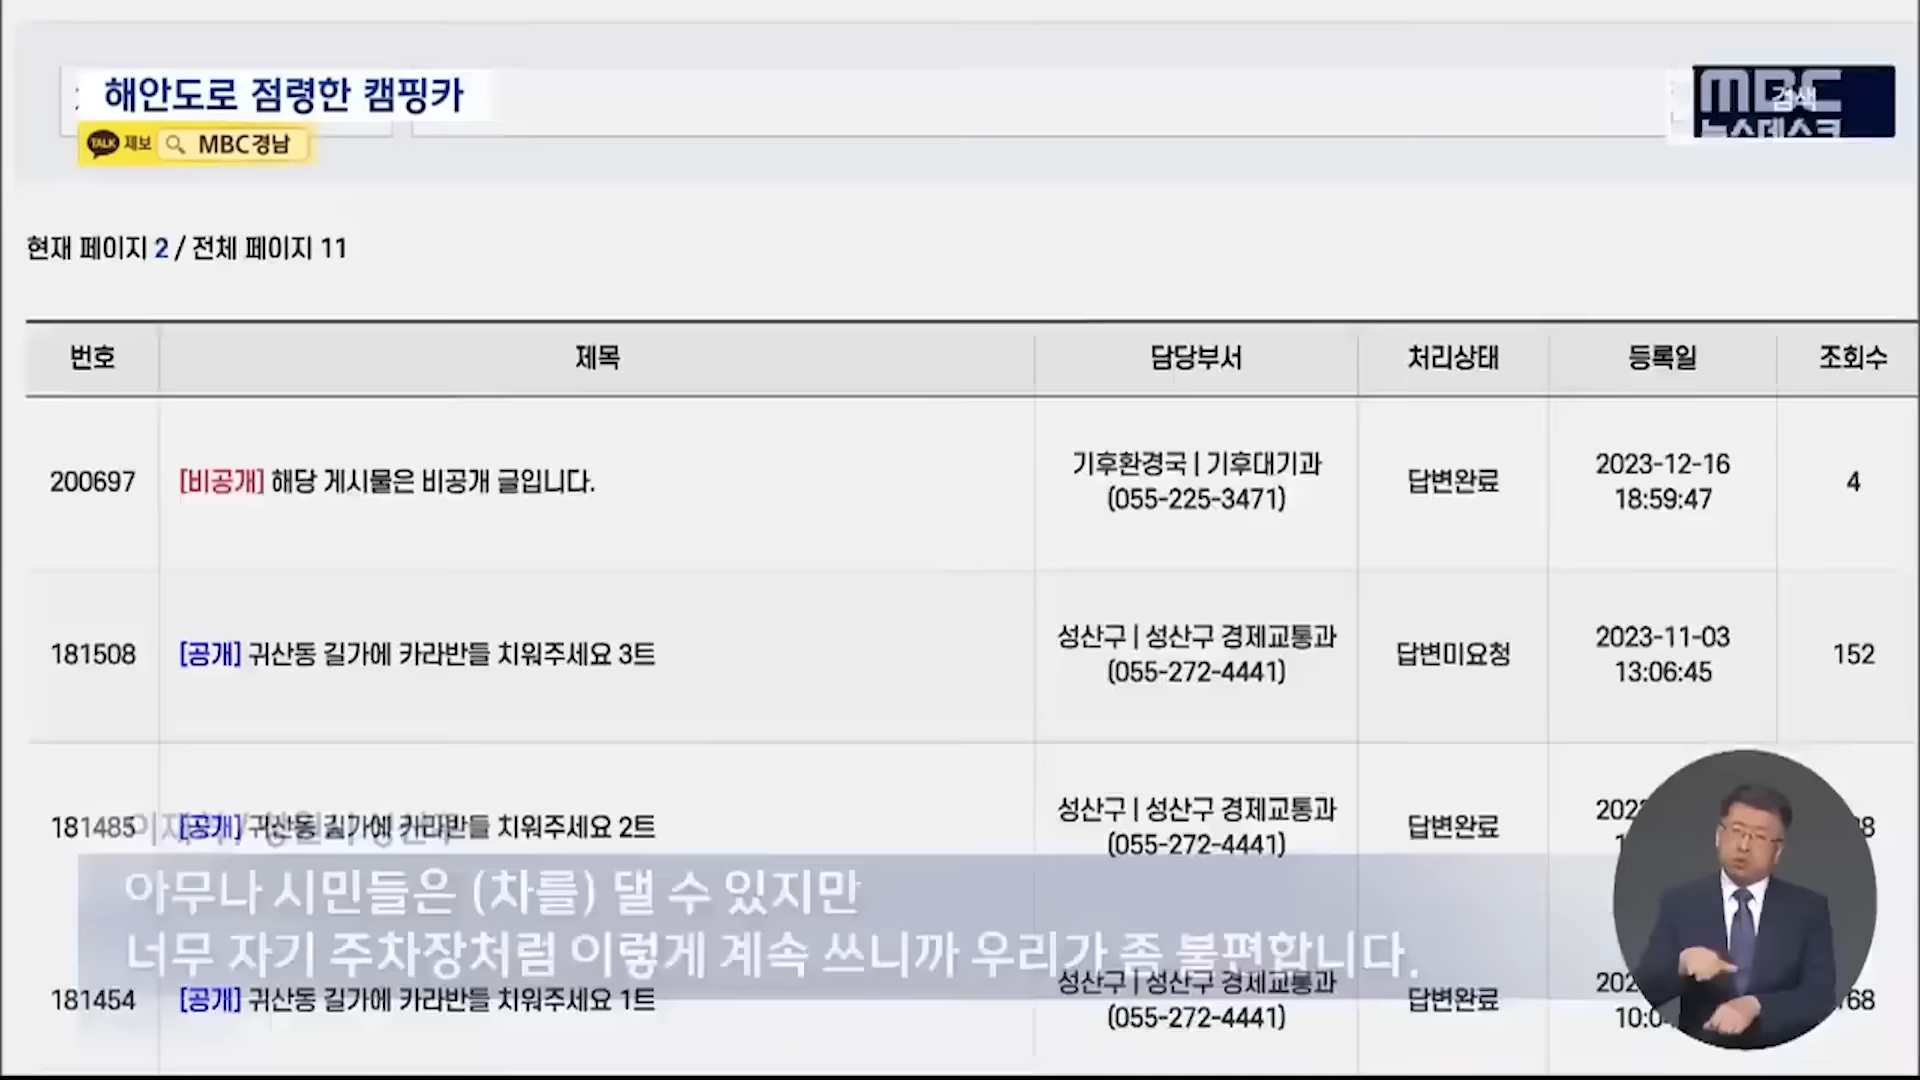 해안도로 점령한 캠핑카
TALK 제보 MBC경남
MBC
검색
뉴스데스크
현재 페이지 2 / 전체 페이지 11
번호 제목 담당부서 처리상태 등록일 조회수
200697 [비공개] 해당 게시물은 비공개 글입니다. 기후환경국 | 기후대기과 (055-225-3471) 답변완료 2023-12-16 18:59:47 4
181508 [공개] 귀산동 길가에 카라반들 치워주세요 3트 성산구 | 성산구 경제교통과 (055-272-4441) 답변미요청 2023-11-03 13:06:45 152
181485 [공개] 귀산동 길가에 카라반들 치워주세요 2트 성산구 | 성산구 경제교통과 (055-272-4441) 답변완료
아무나 시민들은 (차를) 댈 수 있지만
너무 자기 주차장처럼 이렇게 계속 쓰니까 우리가 좀 불편합니다.
181454 [공개] 귀산동 길가에 카라반들 치워주세요 1트 성산구 | 성산구 경제교통과 (055-272-4441) 답변완료